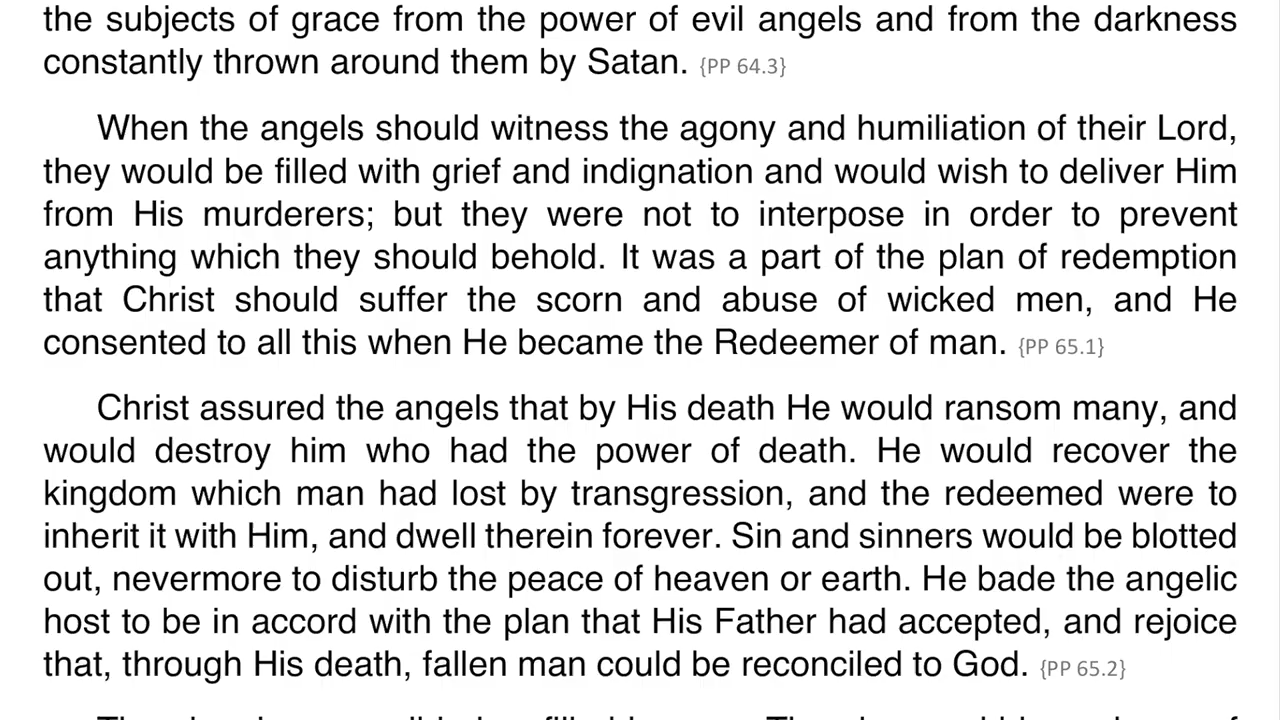 the subjects of grace from the power of evil angels and from the darkness
constantly thrown around them by Satan. {PP 64.3}
When the angels should witness the agony and humiliation of their Lord,
they would be filled with grief and indignation and would wish to deliver Him
from His murderers; but they were not to interpose in order to prevent
anything which they should behold. It was a part of the plan of redemption
that Christ should suffer the scorn and abuse of wicked men, and He
consented to all this when He became the Redeemer of man. {PP 65.1}
Christ assured the angels that by His death He would ransom many, and
would destroy him who had the power of death. He would recover the
kingdom which man had lost by transgression, and the redeemed were to
inherit it with Him, and dwell therein forever. Sin and sinners would be blotted
out, nevermore to disturb the peace of heaven or earth. He bade the angelic
host to be in accord with the plan that His Father had accepted, and rejoice
that, through His death, fallen man could be reconciled to God. {PP 65.2}